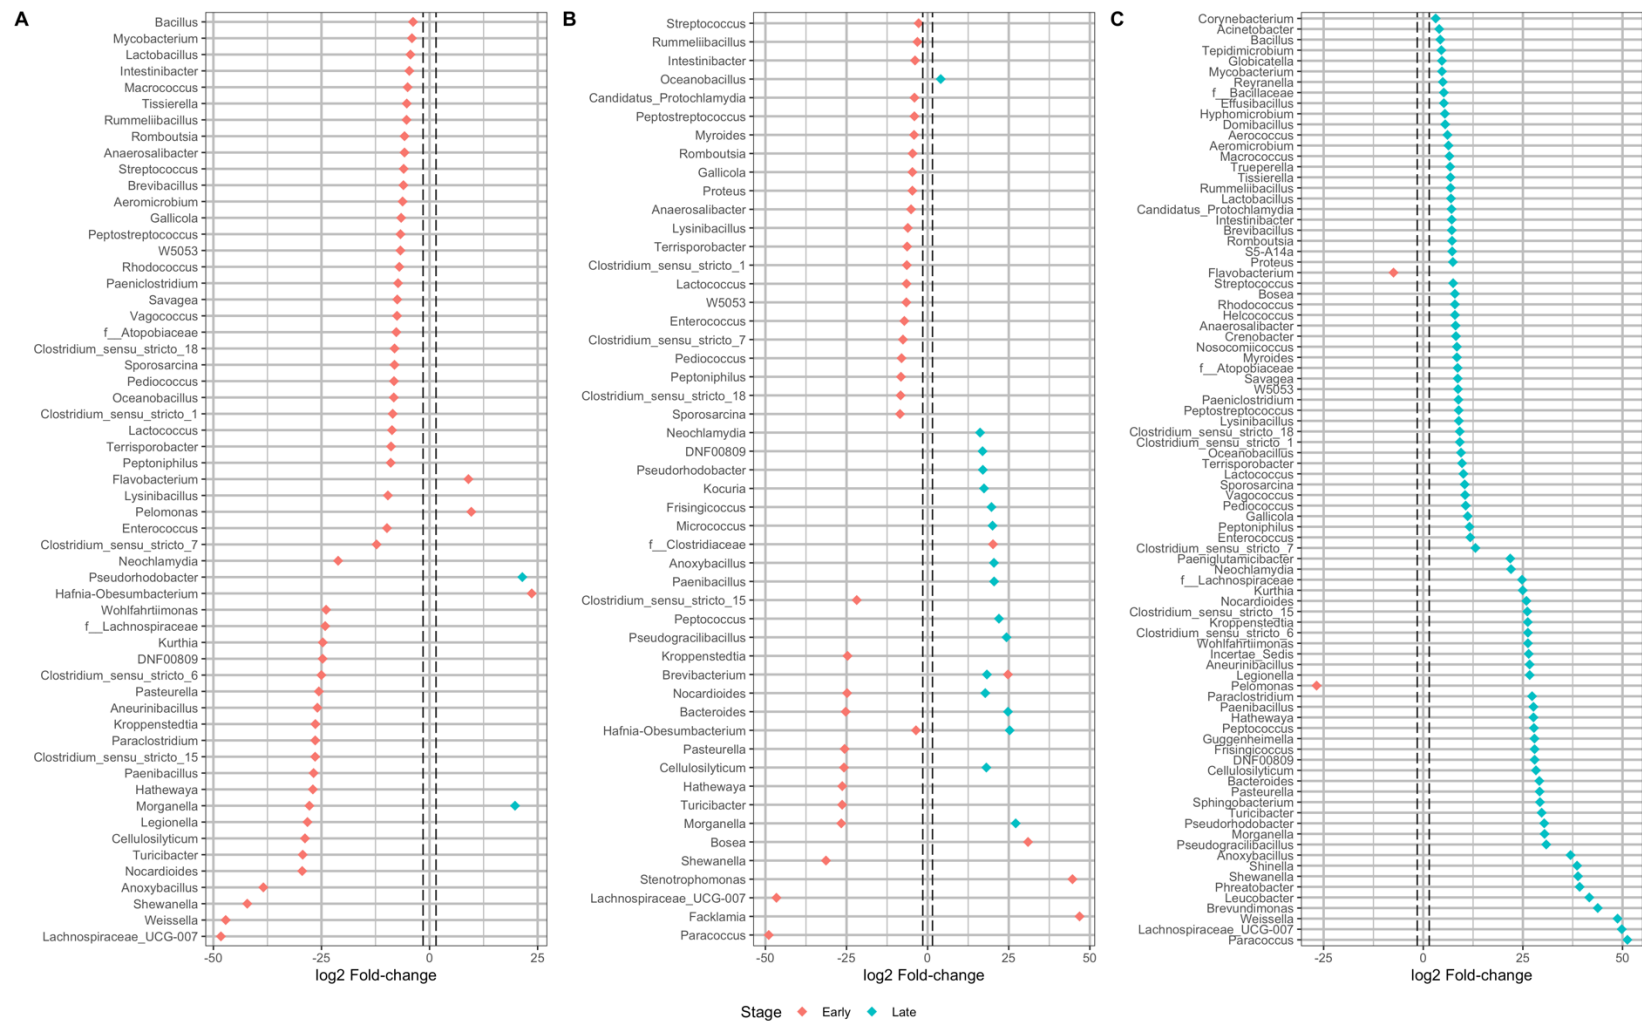 A
Bacillus
Mycobacterium
Lactobacillus
Intestinibacter
Macrococcus
Tissierella
Rummeliibacillus
Romboutsia
Anaerosalibacter
Streptococcus
Brevibacillus
Aeromicrobium
Gallicola
Peptostreptococcus
W5053
Rhodococcus
Paeniclostridium
Savagea
Vagococcus
f__Atopobiaceae
Clostridium_sensu_stricto_18
Sporosarcina
Pediococcus
Oceanobacillus
Clostridium_sensu_stricto_1
Lactococcus
Terrisporobacter
Peptoniphilus
Flavobacterium
Lysinibacillus
Pelomonas
Enterococcus
Clostridium_sensu_stricto_7
Neochlamydia
Pseudorhodobacter
Hafnia-Obesumbacterium
Wohlfahrtiimonas
f__Lachnospiraceae
Kurthia
DNF00809
Clostridium_sensu_stricto_6
Pasteurella
Aneurinibacillus
Kroppenstedtia
Paraclostridium
Clostridium_sensu_stricto_15
Paenibacillus
Hathewaya
Morganella
Legionella
Cellulosilyticum
Turicibacter
Nocardioides
Anoxybacillus
Shewanella
Weissella
Lachnospiraceae_UCG-007
-50 -25 0 25
log2 Fold-change
B
Streptococcus
Rummeliibacillus
Intestinibacter
Oceanobacillus
Candidatus_Protochlamydia
Peptostreptococcus
Myroides
Romboutsia
Gallicola
Proteus
Anaerosalibacter
Lysinibacillus
Terrisporobacter
Clostridium_sensu_stricto_1
Lactococcus
W5053
Enterococcus
Clostridium_sensu_stricto_7
Pediococcus
Peptoniphilus
Clostridium_sensu_stricto_18
Sporosarcina
Neochlamydia
DNF00809
Pseudorhodobacter
Kocuria
Frisingicoccus
Micrococcus
f__Clostridiaceae
Anoxybacillus
Paenibacillus
Clostridium_sensu_stricto_15
Peptococcus
Pseudogracilibacillus
Kroppenstedtia
Brevibacterium
Nocardioides
Bacteroides
Hafnia-Obesumbacterium
Pasteurella
Cellulosilyticum
Hathewaya
Turicibacter
Morganella
Bosea
Shewanella
Stenotrophomonas
Lachnospiraceae_UCG-007
Facklamia
Paracoccus
-50 -25 0 25 50
log2 Fold-change
C
Corynebacterium
Acinetobacter
Bacillus
Tepidimicrobium
Globicatella
Mycobacterium
Reyranella
f__Bacillaceae
Effusibacillus
Hyphomicrobium
Domibacillus
Aerococcus
Aeromicrobium
Macrococcus
Trueperella
Tissierella
Rummeliibacillus
Lactobacillus
Candidatus_Protochlamydia
Intestinibacter
Brevibacillus
Romboutsia
S5-A14a
Proteus
Flavobacterium
Streptococcus
Bosea
Rhodococcus
Helcococcus
Anaerosalibacter
Crenobacter
Nosocomiicoccus
Myroides
f__Atopobiaceae
Savagea
W5053
Paeniclostridium
Peptostreptococcus
Lysinibacillus
Clostridium_sensu_stricto_18
Clostridium_sensu_stricto_1
Oceanobacillus
Terrisporobacter
Lactococcus
Sporosarcina
Vagococcus
Pediococcus
Gallicola
Peptoniphilus
Enterococcus
Clostridium_sensu_stricto_7
Paeniglutamicibacter
Neochlamydia
f__Lachnospiraceae
Kurthia
Nocardioides
Clostridium_sensu_stricto_15
Kroppenstedtia
Clostridium_sensu_stricto_6
Wohlfahrtiimonas
Incertae_Sedis
Aneurinibacillus
Legionella
Pelomonas
Paraclostridium
Paenibacillus
Hathewaya
Peptococcus
Guggenheimella
Frisingicoccus
DNF00809
Cellulosilyticum
Bacteroides
Pasteurella
Sphingobacterium
Turicibacter
Pseudorhodobacter
Morganella
Pseudogracilibacillus
Anoxybacillus
Shinella
Shewanella
Phreatobacter
Leucobacter
Brevundimonas
Weissella
Lachnospiraceae_UCG-007
Paracoccus
-25 0 25 50
log2 Fold-change
Stage Early Late